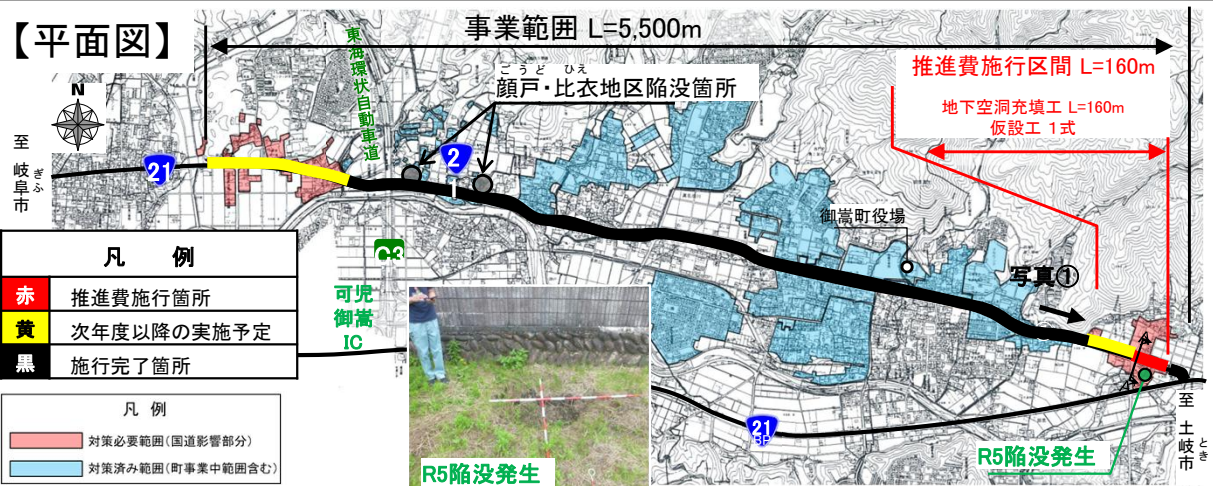 【平面図】
事業範囲 L=5,500m
東海環状自動車道
ごうど ひえ
顔戸・比衣地区陥没箇所
推進費施行区間 L=160m
地下空洞充填工 L=160m
仮設工 1式
N
至 岐阜市
ぎふ
21
2
御嵩町役場
写真①
凡 例
赤 推進費施行箇所
黄 次年度以降の実施予定
黒 施行完了箇所
C3
可児
御嵩
IC
凡 例
対策必要範囲(国道影響部分)
対策済み範囲(町事業中範囲含む)
R5陥没発生
21
BP
R5陥没発生
至 土岐市
とき